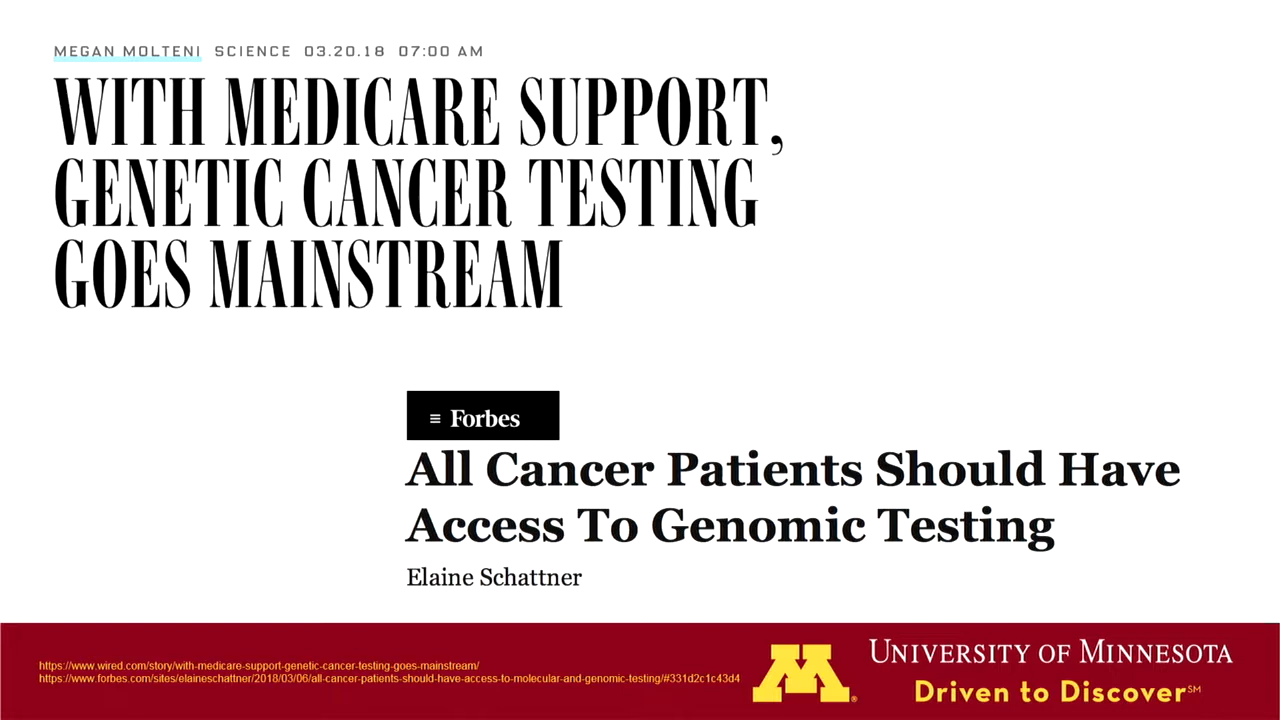 MEGAN MOLTENI SCIENCE 03.20.18 07:00 AM
WITH MEDICARE SUPPORT,
GENETIC CANCER TESTING
GOES MAINSTREAM
≡ Forbes
All Cancer Patients Should Have
Access To Genomic Testing
Elaine Schattner
https://www.wired.com/story/with-medicare-support-genetic-cancer-testing-goes-mainstream/
https://www.forbes.com/sites/elaineschattner/2018/03/06/all-cancer-patients-should-have-access-to-molecular-and-genomic-testing/#331d2c1c43d4
M®
UNIVERSITY OF MINNESOTA
Driven to Discover℠